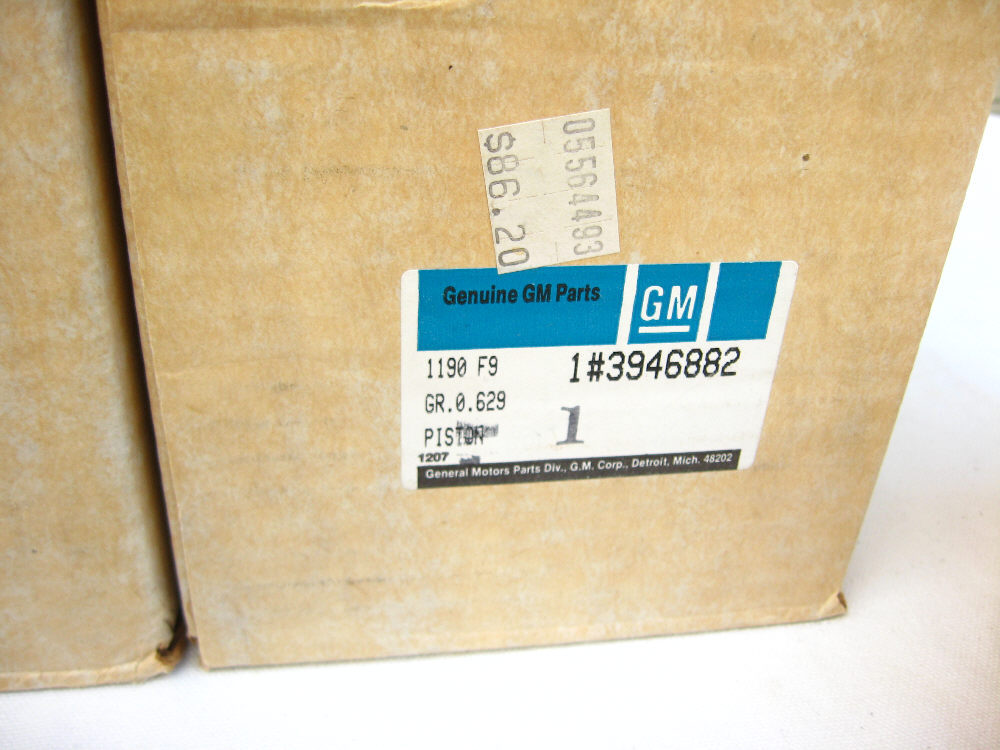 05564493
$86.20
Genuine GM Parts
GM
1190 F9 1#3946882
GR.0.629
PISTON 1
1207
General Motors Parts Div., G.M. Corp., Detroit, Mich. 48202